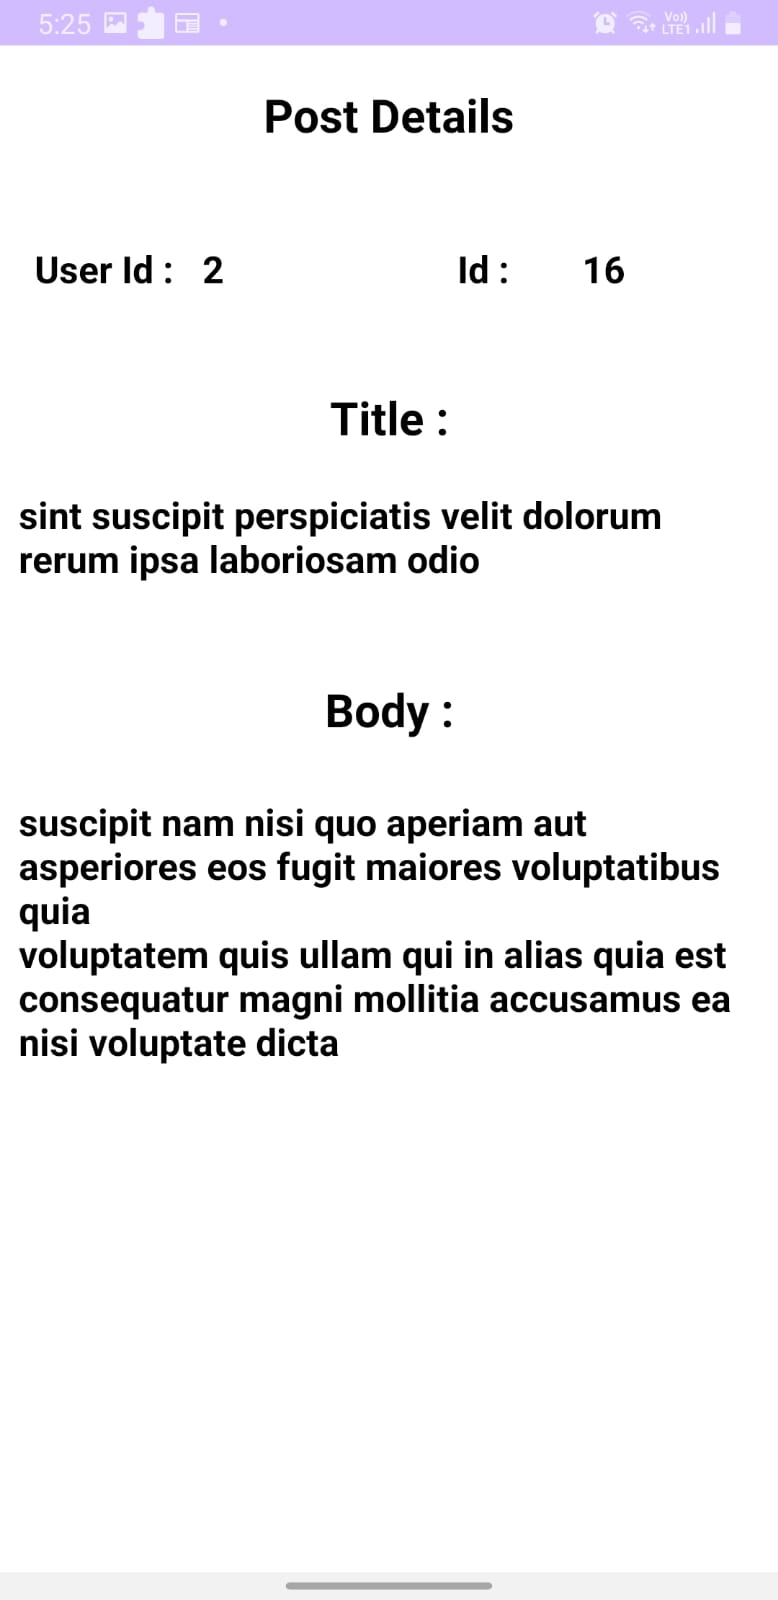 5:25
Vo))
LTE1
Post Details
User Id : 2
Id : 16
Title :
sint suscipit perspiciatis velit dolorum
rerum ipsa laboriosam odio
Body :
suscipit nam nisi quo aperiam aut
asperiores eos fugit maiores voluptatibus
quia
voluptatem quis ullam qui in alias quia est
consequatur magni mollitia accusamus ea
nisi voluptate dicta